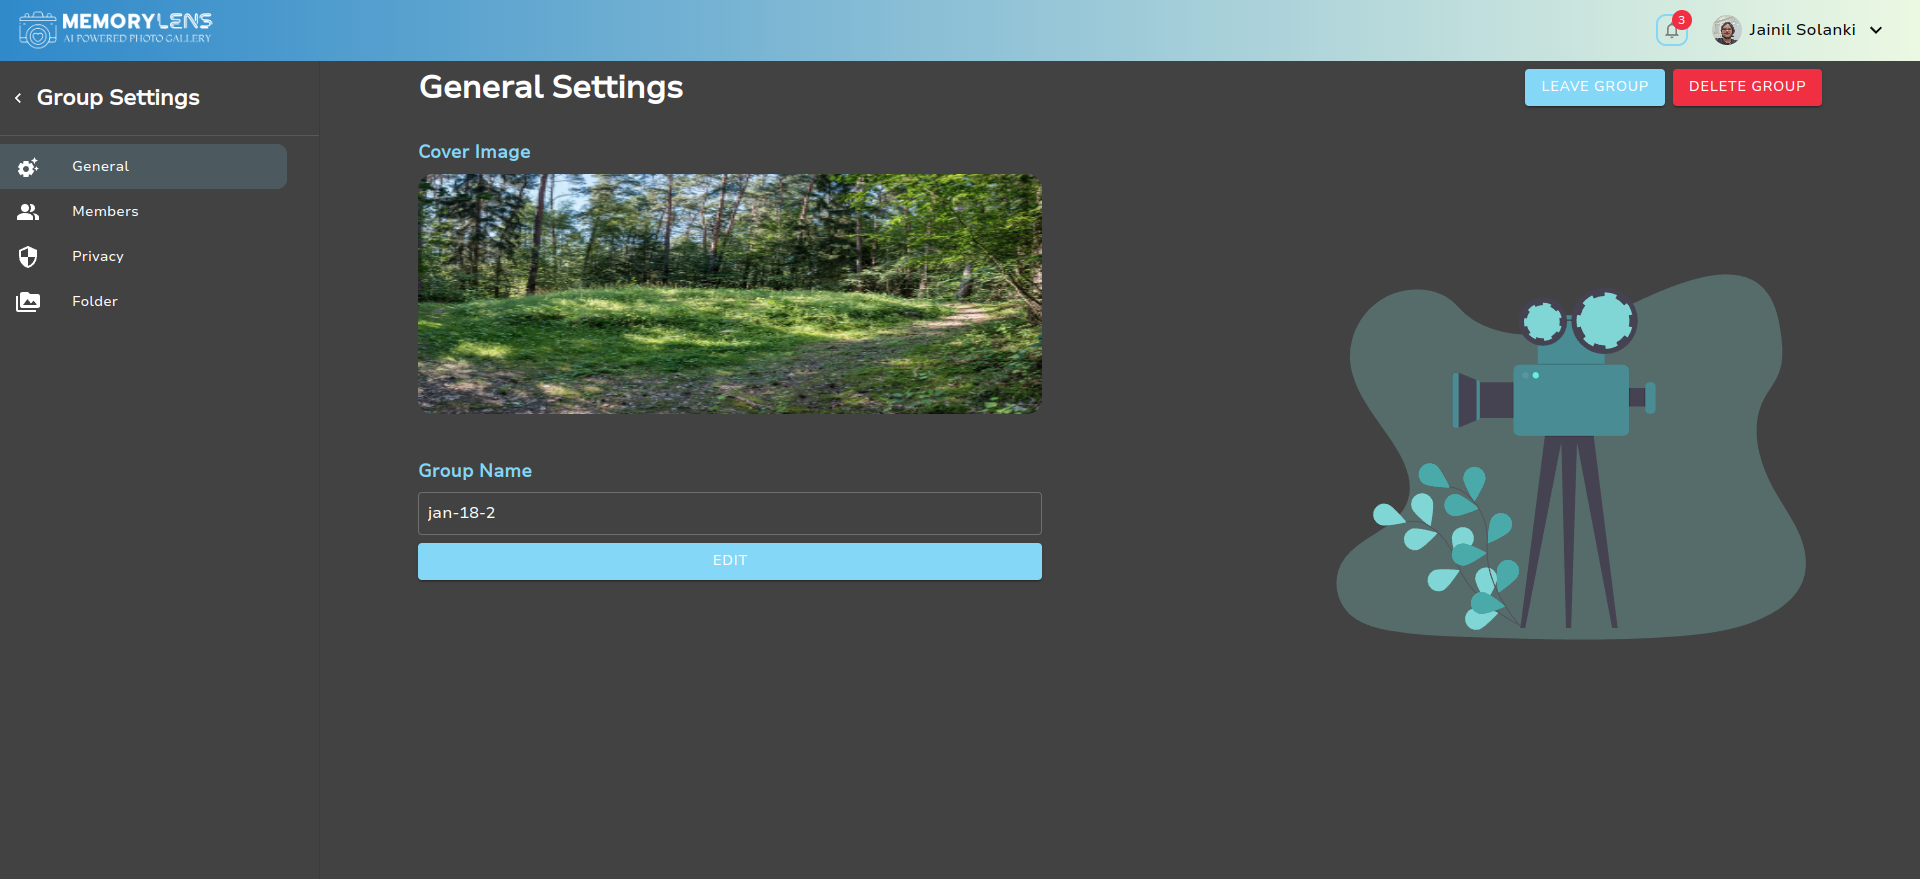 MEMORYLENS
AI POWERED PHOTO GALLERY
3
Jainil Solanki
Group Settings
General
Members
Privacy
Folder
General Settings
LEAVE GROUP
DELETE GROUP
Cover Image
Group Name
jan-18-2
EDIT